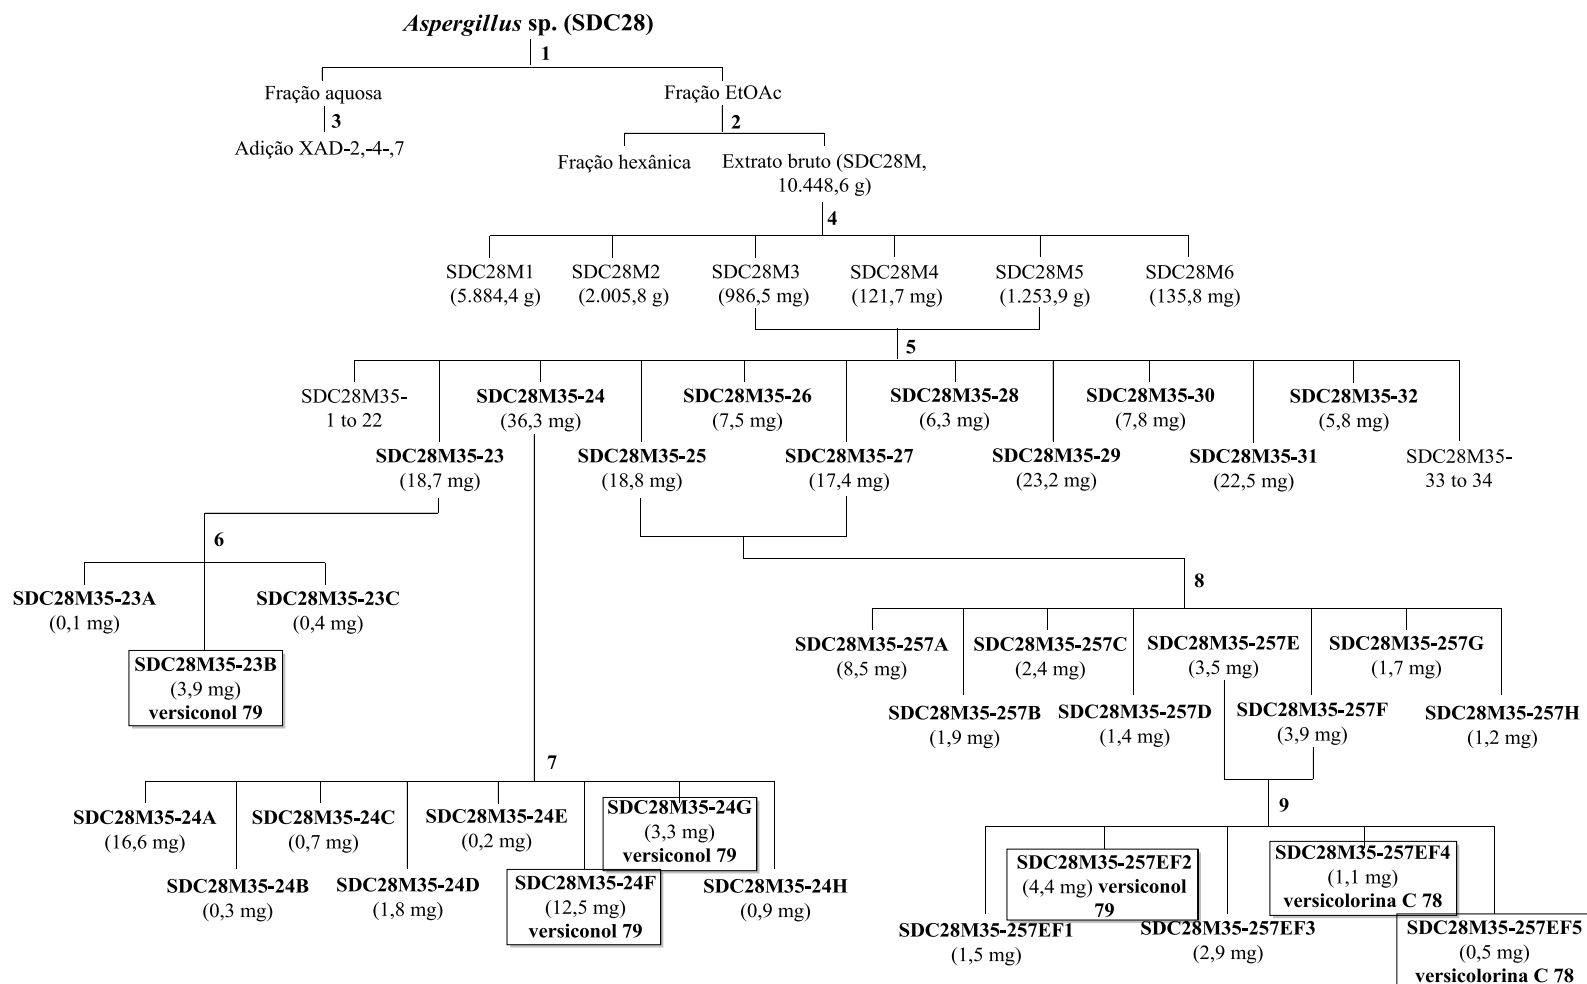 Aspergillus sp. (SDC28)
1
Fração aquosa
Fração EtOAc
3
2
Adição XAD-2,-4-,7
Fração hexânica
Extrato bruto (SDC28M,
10.448,6 g)
4
SDC28M1
(5.884,4 g)
SDC28M2
(2.005,8 g)
SDC28M3
(986,5 mg)
SDC28M4
(121,7 mg)
SDC28M5
(1.253,9 g)
SDC28M6
(135,8 mg)
5
SDC28M35-
1 to 22
SDC28M35-24
(36,3 mg)
SDC28M35-26
(7,5 mg)
SDC28M35-28
(6,3 mg)
SDC28M35-30
(7,8 mg)
SDC28M35-32
(5,8 mg)
SDC28M35-23
(18,7 mg)
SDC28M35-25
(18,8 mg)
SDC28M35-27
(17,4 mg)
SDC28M35-29
(23,2 mg)
SDC28M35-31
(22,5 mg)
SDC28M35-
33 to 34
6
SDC28M35-23A
(0,1 mg)
SDC28M35-23C
(0,4 mg)
SDC28M35-23B
(3,9 mg)
versiconol 79
8
SDC28M35-257A
(8,5 mg)
SDC28M35-257C
(2,4 mg)
SDC28M35-257E
(3,5 mg)
SDC28M35-257G
(1,7 mg)
SDC28M35-257B
(1,9 mg)
SDC28M35-257D
(1,4 mg)
SDC28M35-257F
(3,9 mg)
SDC28M35-257H
(1,2 mg)
7
SDC28M35-24A
(16,6 mg)
SDC28M35-24C
(0,7 mg)
SDC28M35-24E
(0,2 mg)
SDC28M35-24G
(3,3 mg)
versiconol 79
SDC28M35-24B
(0,3 mg)
SDC28M35-24D
(1,8 mg)
SDC28M35-24F
(12,5 mg)
versiconol 79
SDC28M35-24H
(0,9 mg)
9
SDC28M35-257EF2
(4,4 mg) versiconol
79
SDC28M35-257EF4
(1,1 mg)
versicolorina C 78
SDC28M35-257EF1
(1,5 mg)
SDC28M35-257EF3
(2,9 mg)
SDC28M35-257EF5
(0,5 mg)
versicolorina C 78